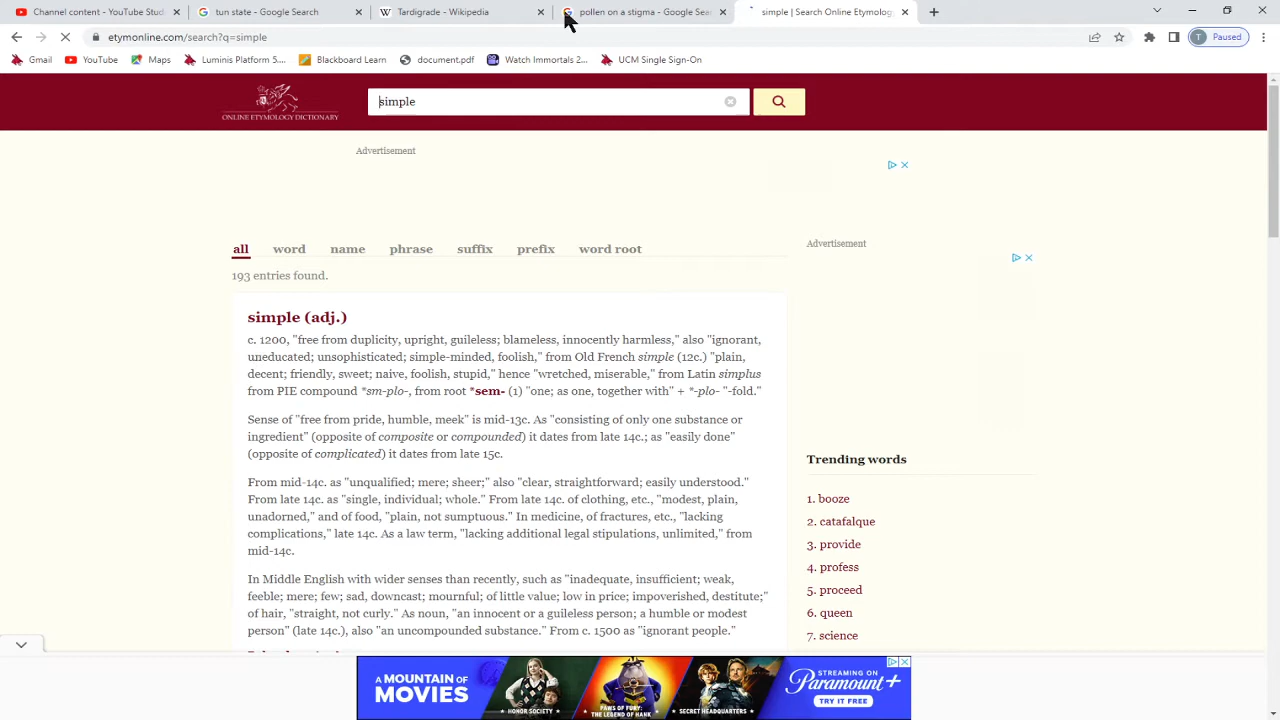 YouTube
tun state - Google Search
Tardigrade - Wikipedia
pollen on a stigma - Google Sear
simple | Search Online Etymolog
etymonline.com/search?q=simple
Paused
Gmail
YouTube
Maps
Luminis Platform 5....
Blackboard Learn
document.pdf
Watch Immortals 2...
UCM Single Sign-On
ONLINE ETYMOLOGY DICTIONARY
simple
Advertisement
all word name phrase suffix prefix word root
Advertisement
193 entries found.
simple (adj.)
c. 1200, "free from duplicity, upright, guileless; blameless, innocently harmless," also "ignorant,
uneducated; unsophisticated; simple-minded, foolish," from Old French simple (12c.) "plain,
decent; friendly, sweet; naive, foolish, stupid," hence "wretched, miserable," from Latin simplus
from PIE compound *sm-plo-, from root *sem- (1) "one; as one, together with" + *-plo- "-fold."
Sense of "free from pride, humble, meek" is mid-13c. As "consisting of only one substance or
ingredient" (opposite of composite or compounded) it dates from late 14c.; as "easily done"
(opposite of complicated) it dates from late 15c.
From mid-14c. as "unqualified; mere; sheer;" also "clear, straightforward; easily understood."
From late 14c. as "single, individual; whole." From late 14c. of clothing, etc., "modest, plain,
unadorned," and of food, "plain, not sumptuous." In medicine, of fractures, etc., "lacking
complications," late 14c. As a law term, "lacking additional legal stipulations, unlimited," from
mid-14c.
In Middle English with wider senses than recently, such as "inadequate, insufficient; weak,
feeble; mere; few; sad, downcast; mournful; of little value; low in price; impoverished, destitute;"
of hair, "straight, not curly." As noun, "an innocent or a guileless person; a humble or modest
person" (late 14c.), also "an uncompounded substance." From c. 1500 as "ignorant people."
Trending words
1. booze
2. catafalque
3. provide
4. profess
5. proceed
6. queen
7. science
A MOUNTAIN OF
MOVIES
HONOR SOCIETY
PAWS OF FURY:
THE LEGEND OF HANK
SECRET HEADQUARTERS
STREAMING ON
Paramount+
TRY IT FREE